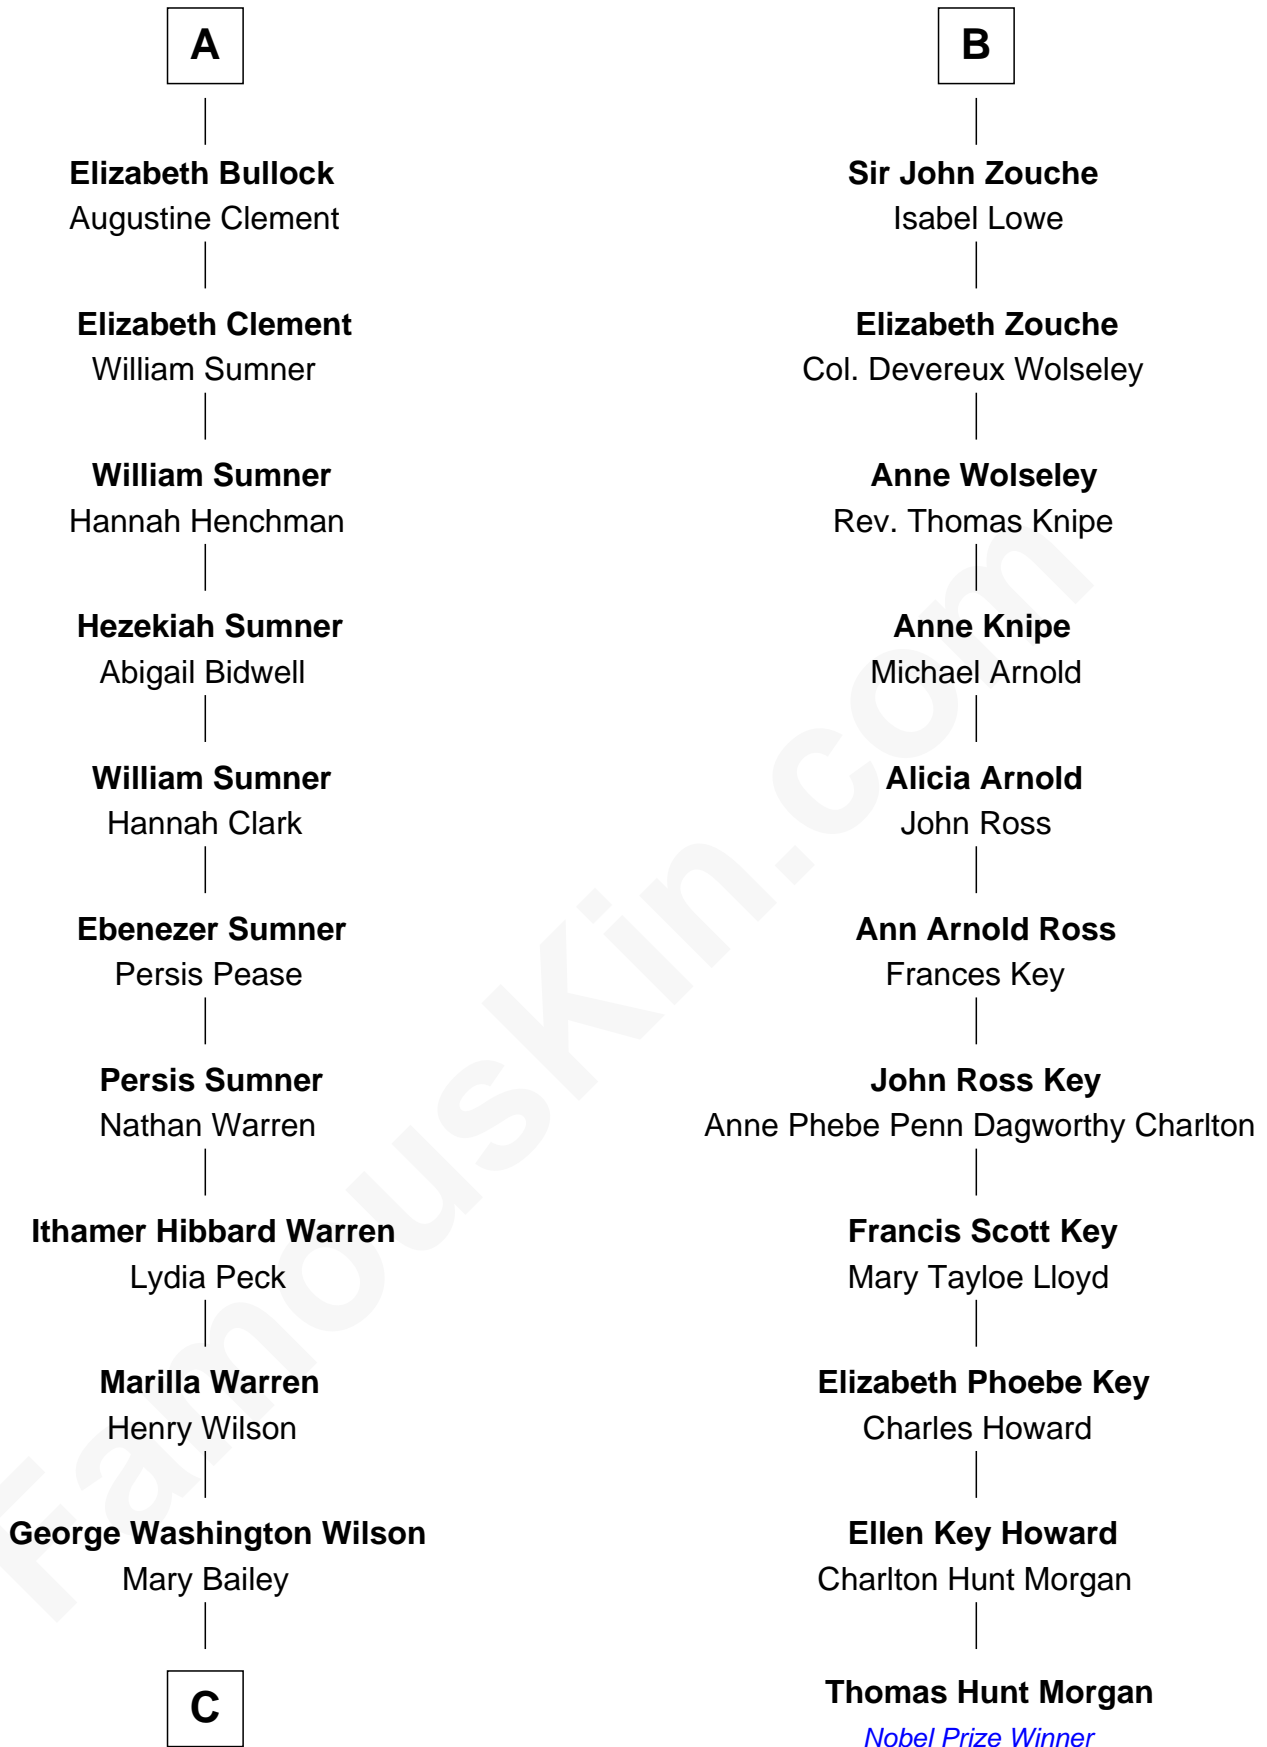 A
Elizabeth Bullock
Augustine Clement
Elizabeth Clement
William Sumner
William Sumner
Hannah Henchman
Hezekiah Sumner
Abigail Bidwell
William Sumner
Hannah Clark
Ebenezer Sumner
Persis Pease
Persis Sumner
Nathan Warren
Ithamer Hibbard Warren
Lydia Peck
Marilla Warren
Henry Wilson
George Washington Wilson
Mary Bailey
C
B
Sir John Zouche
Isabel Lowe
Elizabeth Zouche
Col. Devereux Wolseley
Anne Wolseley
Rev. Thomas Knipe
Anne Knipe
Michael Arnold
Alicia Arnold
John Ross
Ann Arnold Ross
Frances Key
John Ross Key
Anne Phebe Penn Dagworthy Charlton
Francis Scott Key
Mary Tayloe Lloyd
Elizabeth Phoebe Key
Charles Howard
Ellen Key Howard
Charlton Hunt Morgan
Thomas Hunt Morgan
Nobel Prize Winner
FamousKin.com